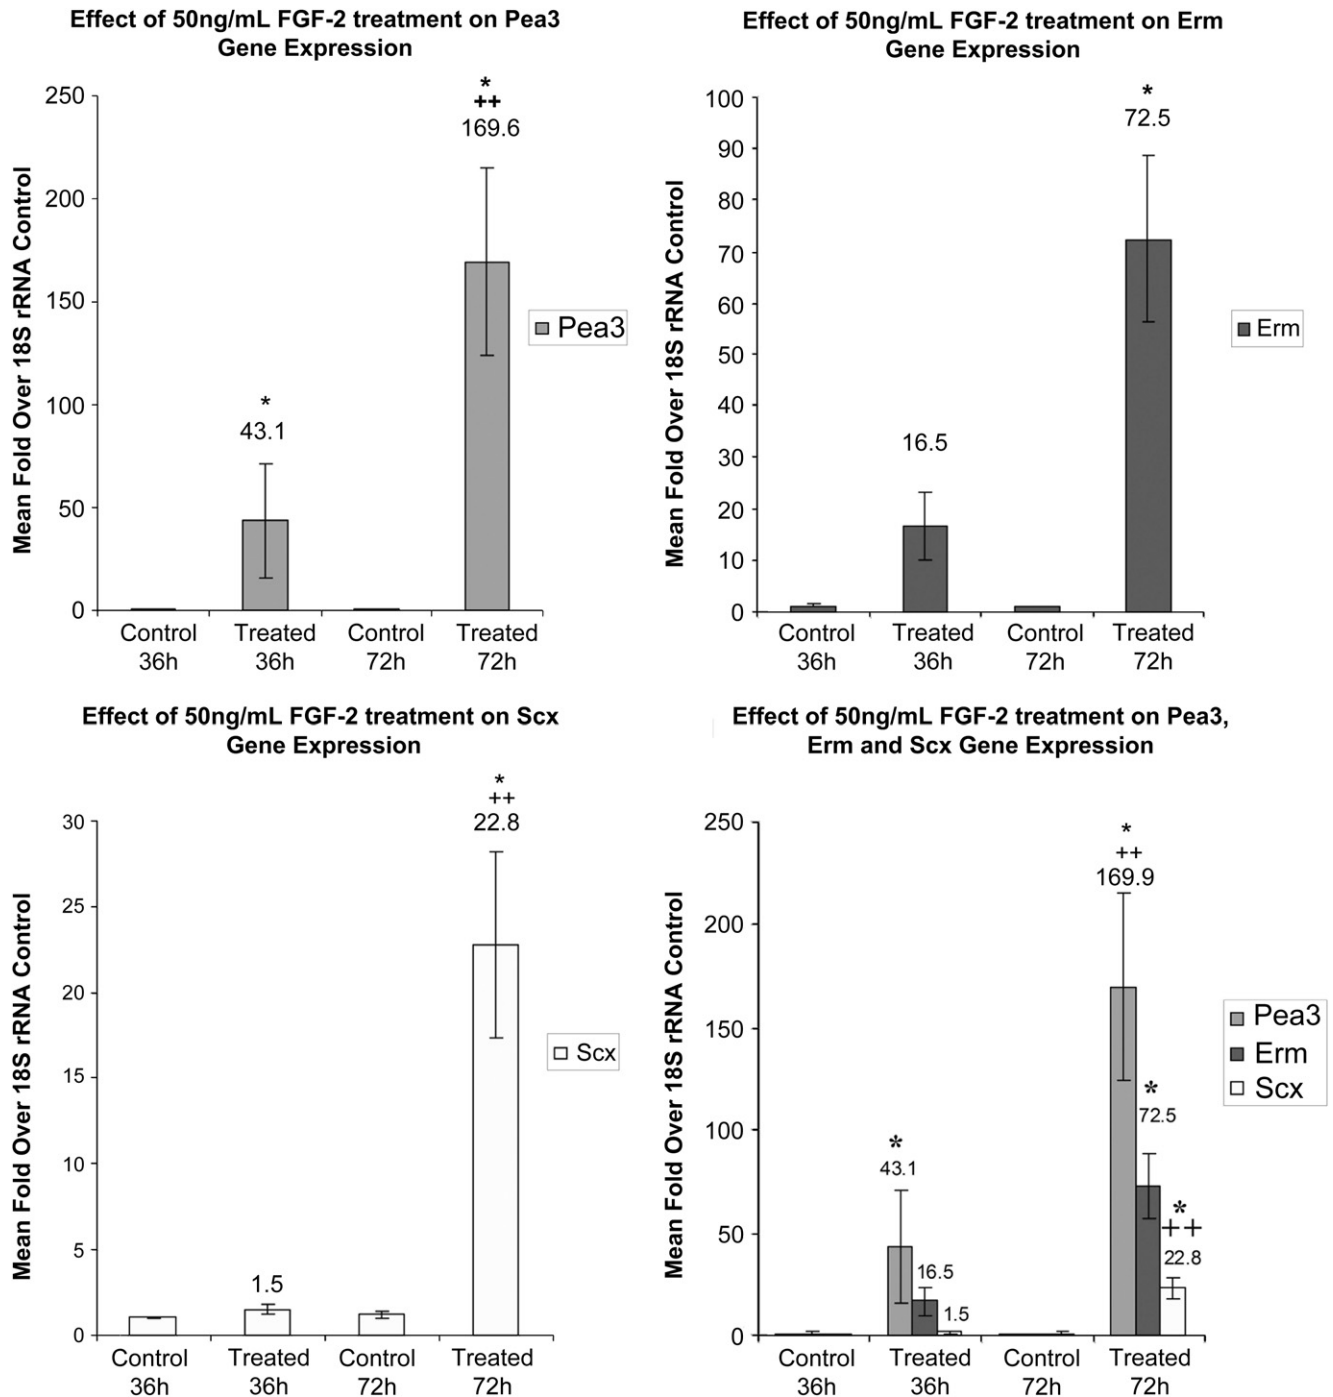 Effect of 50ng/mL FGF-2 treatment on Pea3
Gene Expression
Mean Fold Over 18S rRNA Control
250
200
150
100
50
0
*
43.1
*
++
169.6
Pea3
Control
36h
Treated
36h
Control
72h
Treated
72h
Effect of 50ng/mL FGF-2 treatment on Erm
Gene Expression
Mean Fold Over 18S rRNA Control
100
90
80
70
60
50
40
30
20
10
0
16.5
*
72.5
Erm
Control
36h
Treated
36h
Control
72h
Treated
72h
Effect of 50ng/mL FGF-2 treatment on Scx
Gene Expression
Mean Fold Over 18S rRNA Control
30
25
20
15
10
5
0
1.5
*
++
22.8
Scx
Control
36h
Treated
36h
Control
72h
Treated
72h
Effect of 50ng/mL FGF-2 treatment on Pea3,
Erm and Scx Gene Expression
Mean Fold Over 18S rRNA Control
250
200
150
100
50
0
*
43.1
16.5
1.5
*
++
169.9
*
72.5
*
++
22.8
Pea3
Erm
Scx
Control
36h
Treated
36h
Control
72h
Treated
72h